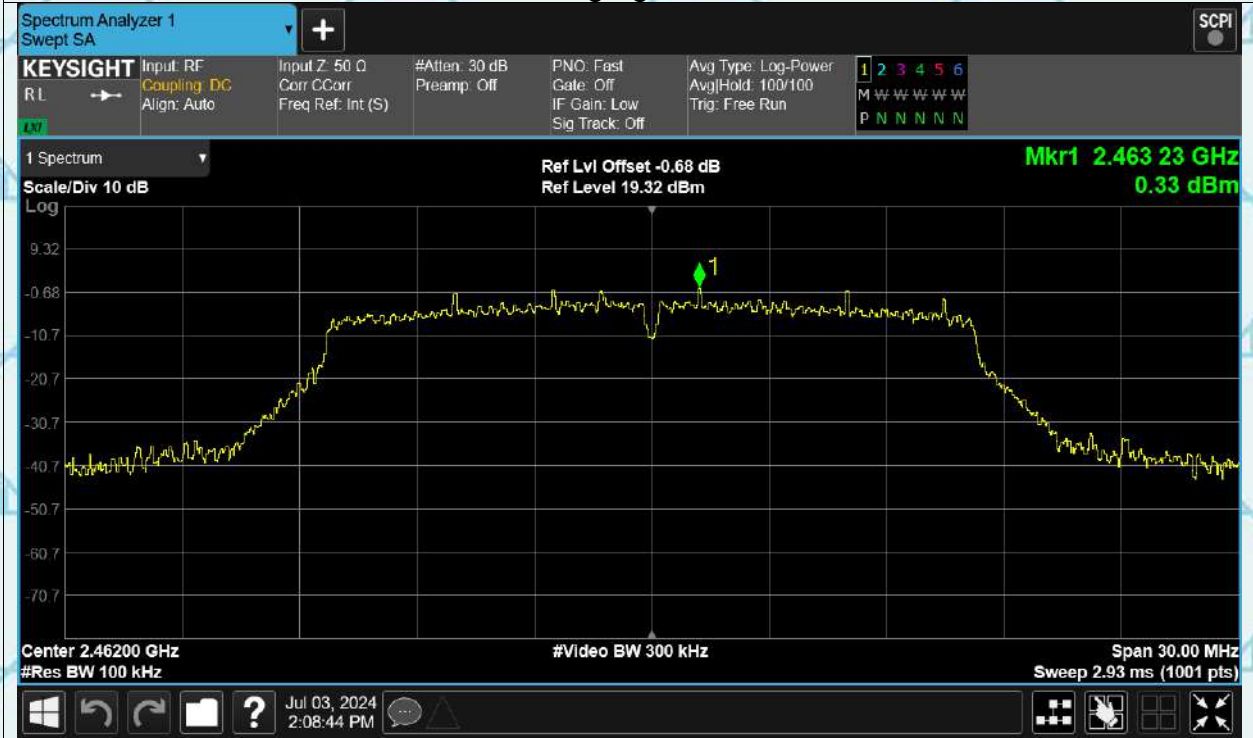 Spectrum Analyzer 1
Swept SA
+
SCPI
KEYSIGHT
RL
LXI
Input: RF
Coupling: DC
Align: Auto
Input Z: 50 Ω
Corr CCorr
Freq Ref: Int (S)
#Atten: 30 dB
Preamp: Off
PNO: Fast
Gate: Off
IF Gain: Low
Sig Track: Off
Avg Type: Log-Power
Avg|Hold: 100/100
Trig: Free Run
1 2 3 4 5 6
M W W W W W
P N N N N N
1 Spectrum
Scale/Div 10 dB
Log
Ref Lvl Offset -0.68 dB
Ref Level 19.32 dBm
Mkr1 2.463 23 GHz
0.33 dBm
1
9.32
-0.68
-10.7
-20.7
-30.7
-40.7
-50.7
-60.7
-70.7
Center 2.46200 GHz
#Res BW 100 kHz
#Video BW 300 kHz
Span 30.00 MHz
Sweep 2.93 ms (1001 pts)
?
Jul 03, 2024
2:08:44 PM